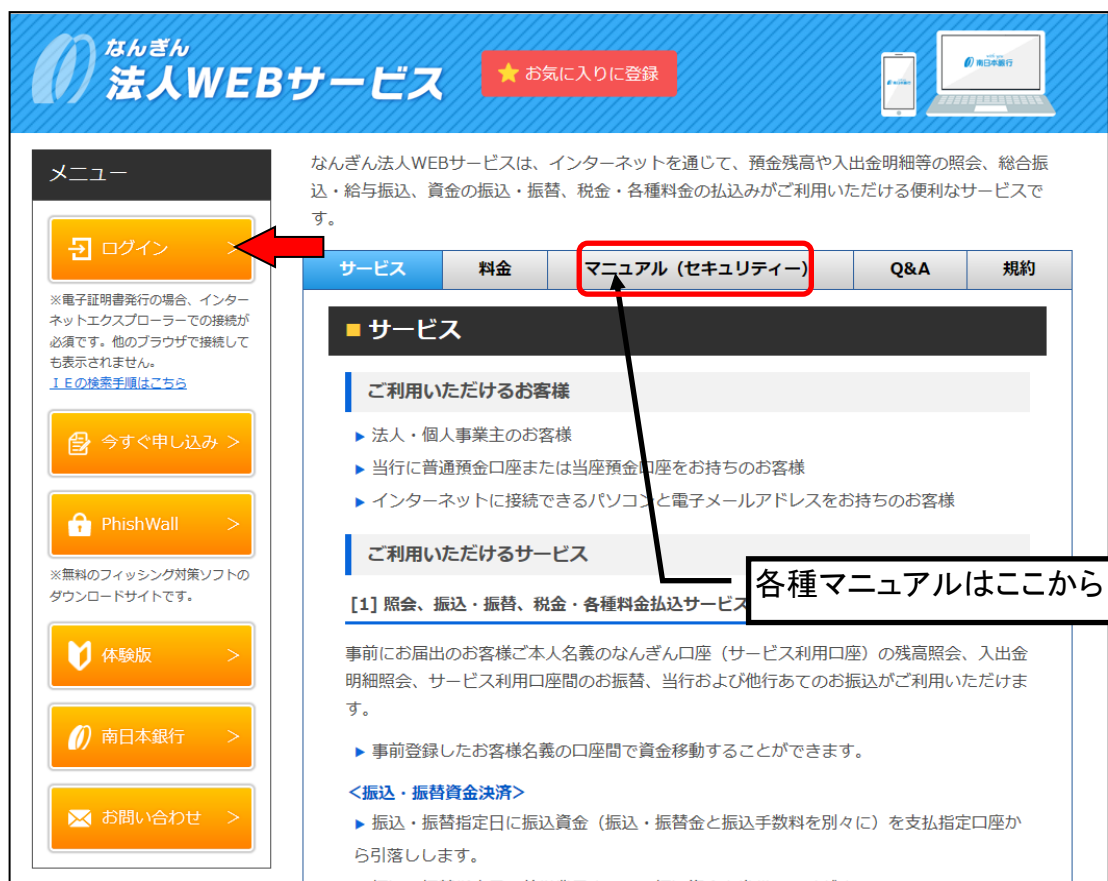 なんぎん
法人WEBサービス
お気に入りに登録
南日本銀行
メニュー
ログイン >
※電子証明書発行の場合、インター
ネットエクスプローラーでの接続が
必須です。他のブラウザで接続して
も表示されません。
ＩＥの検索手順はこちら
今すぐ申し込み >
PhishWall >
※無料のフィッシング対策ソフトの
ダウンロードサイトです。
体験版 >
南日本銀行 >
お問い合わせ >
なんぎん法人WEBサービスは、インターネットを通じて、預金残高や入出金明細等の照会、総合振
込・給与振込、資金の振込・振替、税金・各種料金の払込みがご利用いただける便利なサービスで
す。
サービス 料金 マニュアル（セキュリティー） Q&A 規約
サービス
ご利用いただけるお客様
法人・個人事業主のお客様
当行に普通預金口座または当座預金口座をお持ちのお客様
インターネットに接続できるパソコンと電子メールアドレスをお持ちのお客様
ご利用いただけるサービス
各種マニュアルはここから
[1] 照会、振込・振替、税金・各種料金払込サービス
事前にお届出のお客様ご本人名義のなんぎん口座（サービス利用口座）の残高照会、入出金
明細照会、サービス利用口座間のお振替、当行および他行あてのお振込がご利用いただけま
す。
事前登録したお客様名義の口座間で資金移動することができます。
＜振込・振替資金決済＞
振込・振替指定日に振込資金（振込・振替金と振込手数料を別々に）を支払指定口座か
ら引落しします。